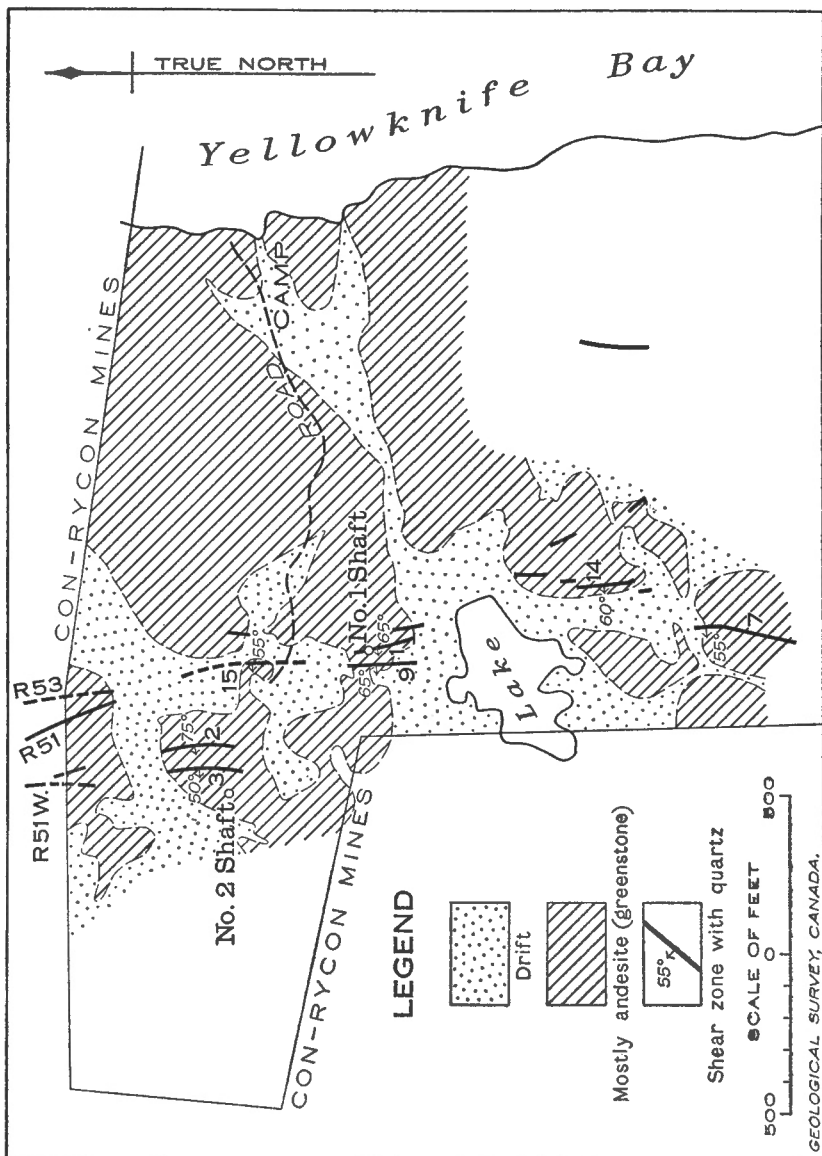 TRUE NORTH
Yellowknife Bay
CON-RYCON MINES
R53
R51
R51 W.
CAMP
ROAD
15
55°
75°
2
50°
3
No. 2 Shaft
No. 1 Shaft
65°
1
65°
9
CON-RYCON MINES
Lake
14
60°
55°
7
LEGEND
Drift
Mostly andesite (greenstone)
55°
Shear zone with quartz
SCALE OF FEET
500 0 500
GEOLOGICAL SURVEY, CANADA.